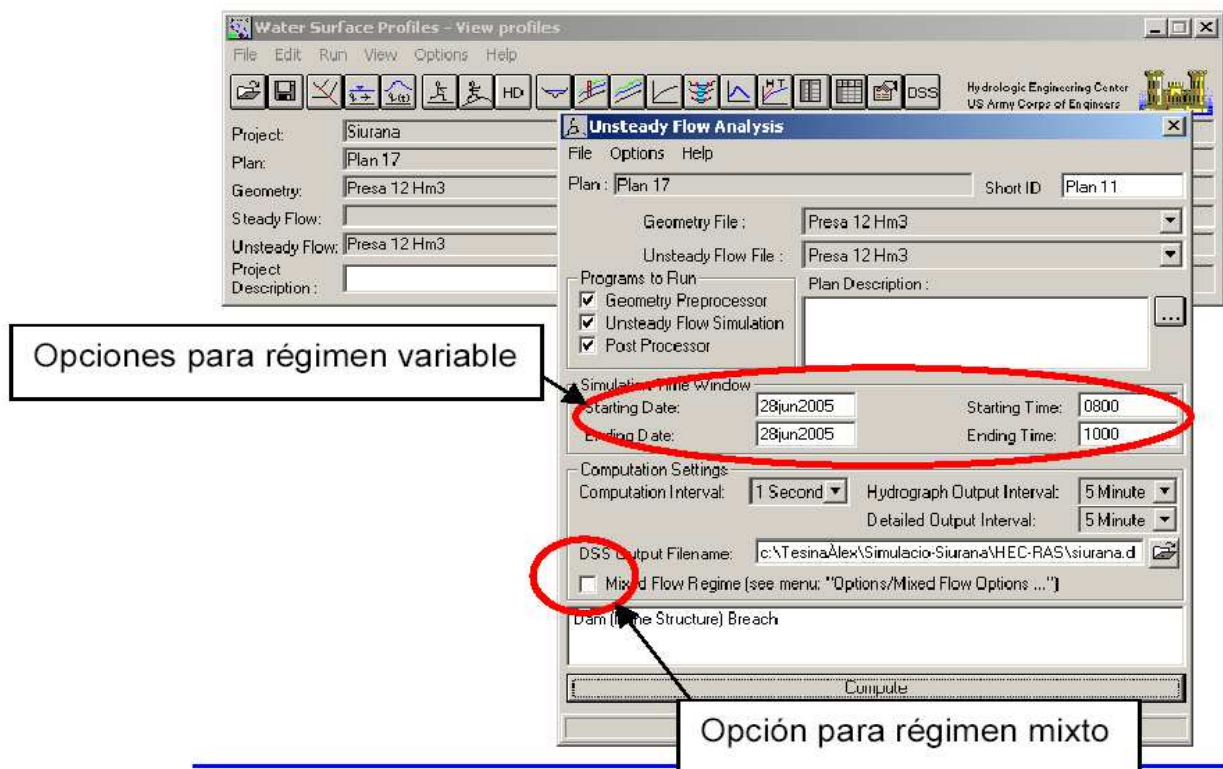 Water Surface Profiles - View profiles
File Edit Run View Options Help
HD
DSS
Hydrologic Engineering Center
US Army Corps of Engineers
Project: Siurana
Plan: Plan 17
Geometry: Presa 12 Hm3
Steady Flow:
Unsteady Flow: Presa 12 Hm3
Project
Description :
Unsteady Flow Analysis
File Options Help
Plan : Plan 17 Short ID Plan 11
Geometry File : Presa 12 Hm3
Unsteady Flow File : Presa 12 Hm3
Programs to Run
Geometry Preprocessor
Unsteady Flow Simulation
Post Processor
Plan Description :
...
Opciones para régimen variable
Simulation Time Window
Starting Date: 28jun2005 Starting Time: 0800
Ending Date: 28jun2005 Ending Time: 1000
Computation Settings
Computation Interval: 1 Second Hydrograph Output Interval: 5 Minute
Detailed Output Interval: 5 Minute
DSS Output Filename: c:\TesinaÀlex\Simulacio-Siurana\HEC-RAS\siurana.d
Mixed Flow Regime (see menu: "Options/Mixed Flow Options ...")
Dam (Inline Structure) Breach
Compute
Opción para régimen mixto